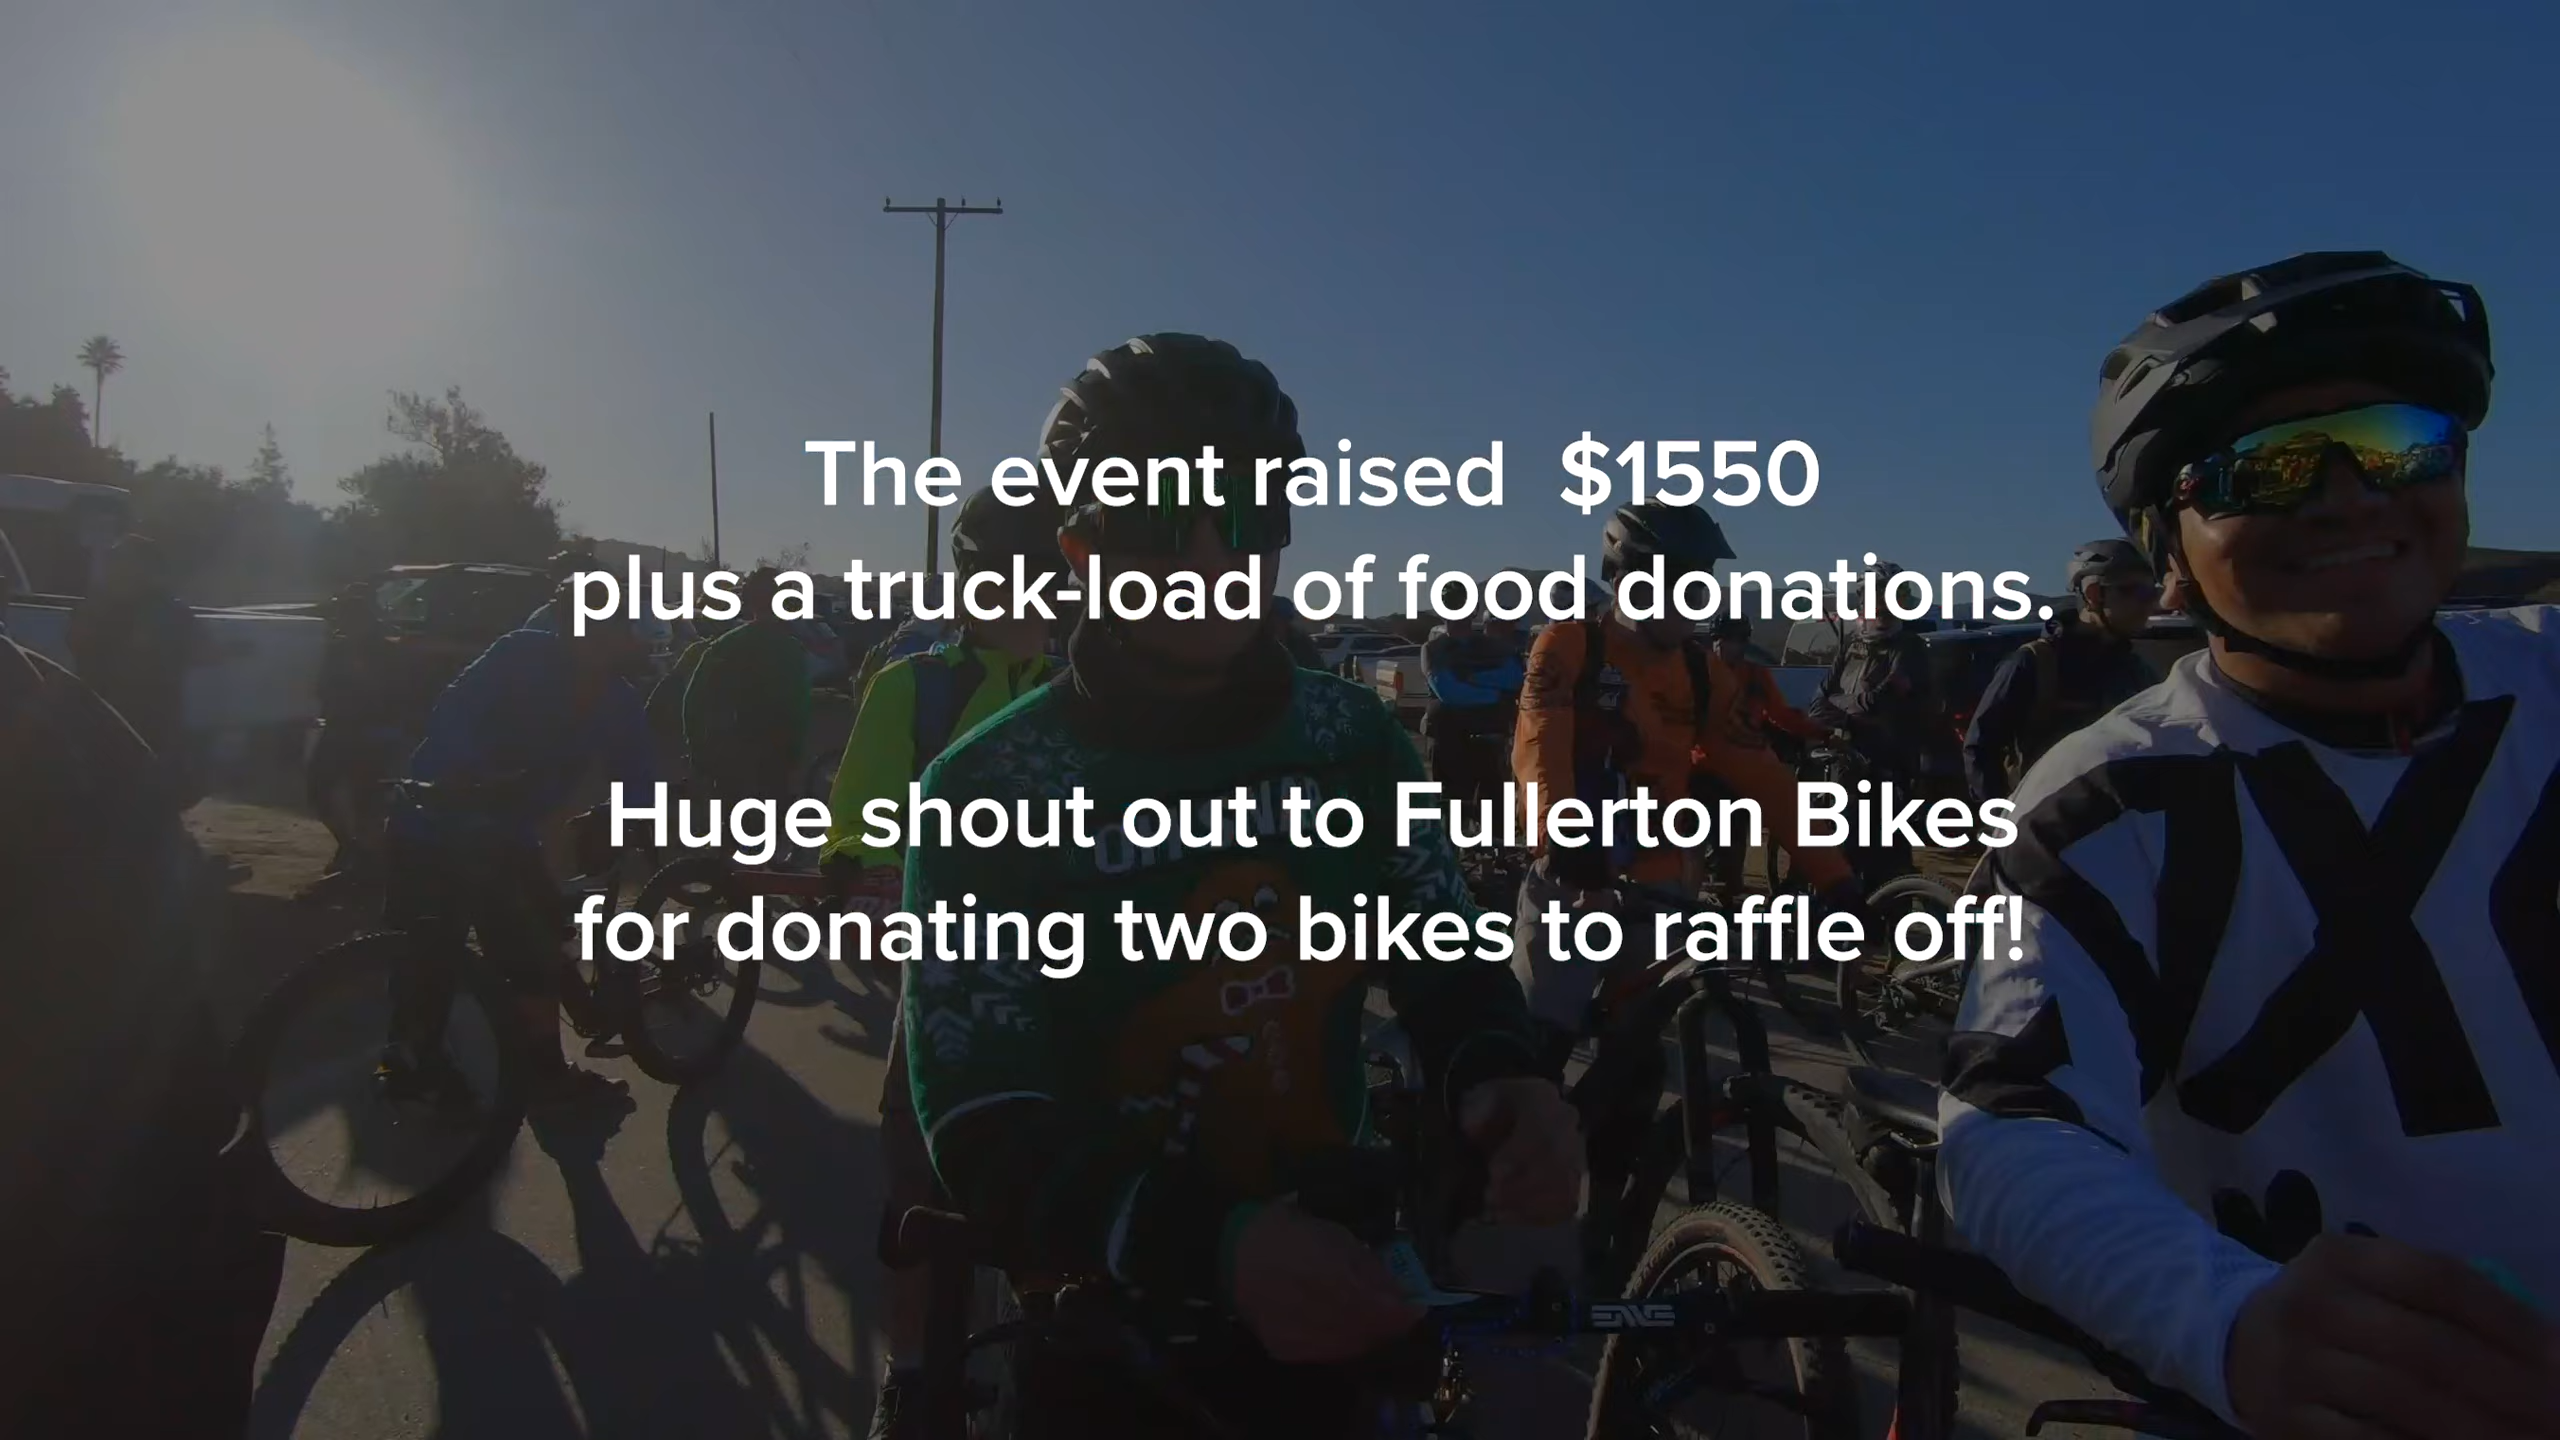 The event raised  $1550
plus a truck-load of food donations.
Huge shout out to Fullerton Bikes
for donating two bikes to raffle off!
ENVE